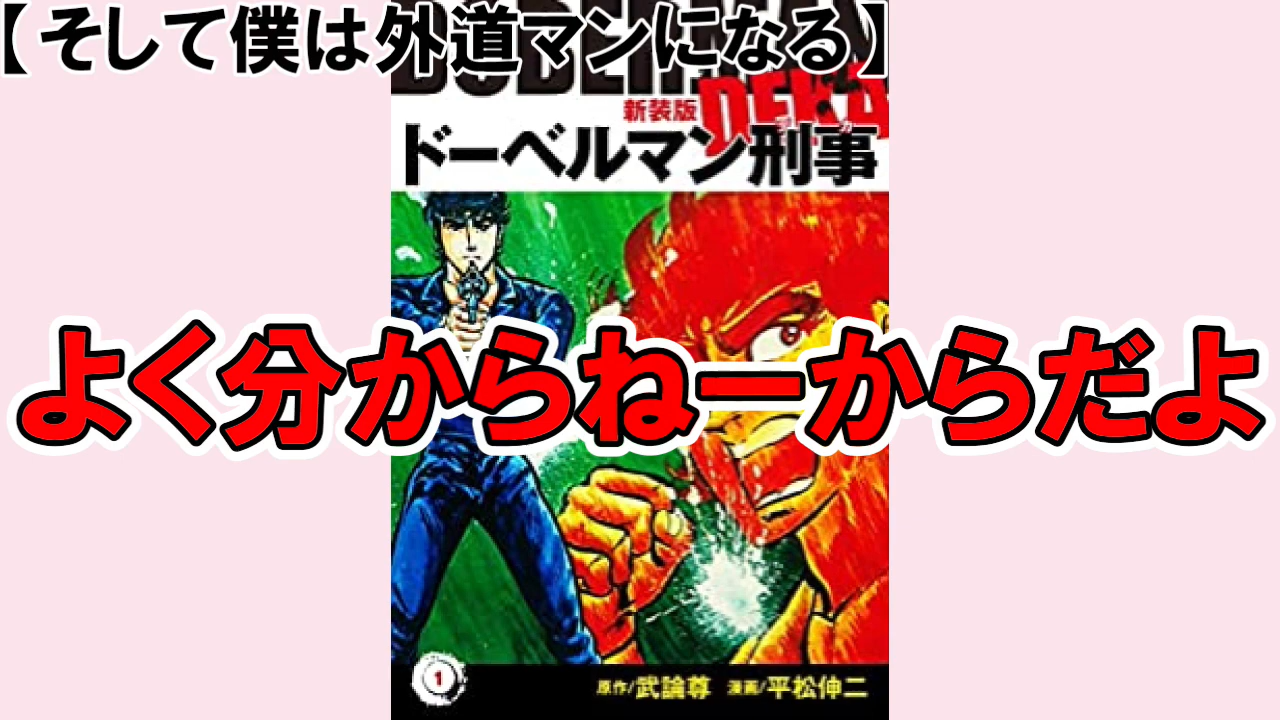 【そして僕は外道マンになる】
新装版
DEKA
ドーベルマン刑事
よく分からねーからだよ
1
原作/武論尊 漫画/平松伸二